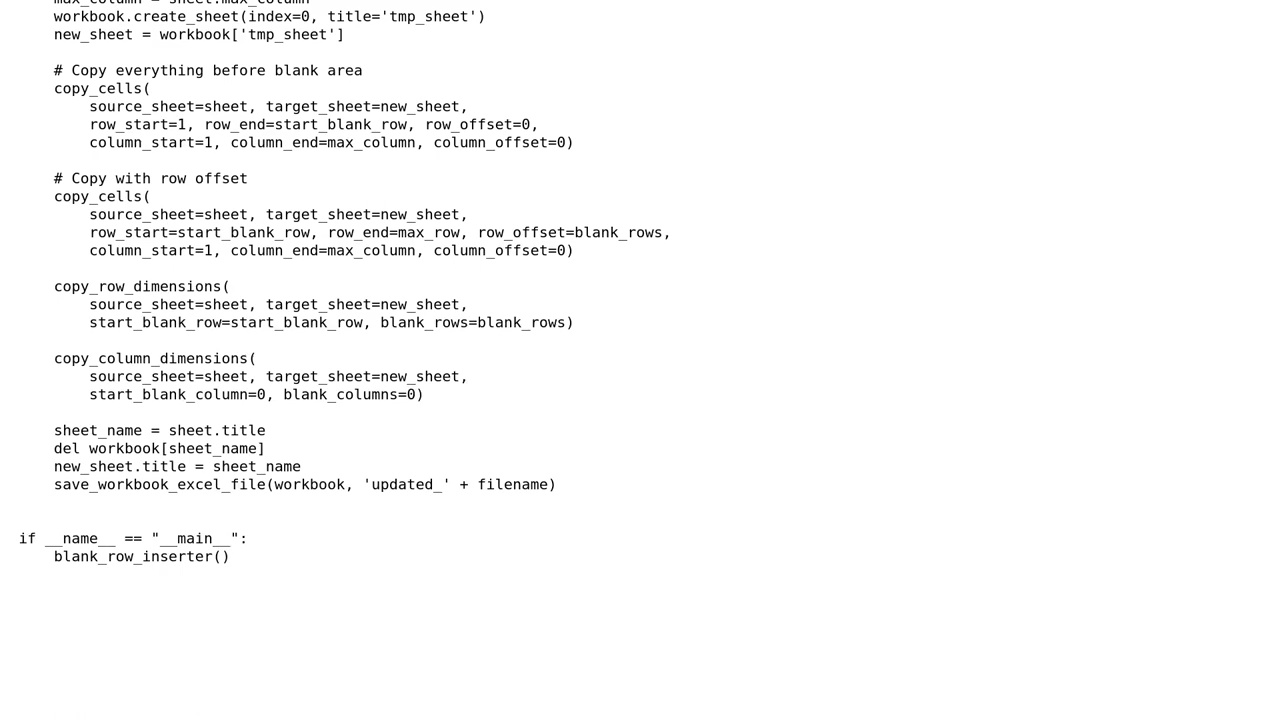 max_column = sheet.max_column
workbook.create_sheet(index=0, title='tmp_sheet')
new_sheet = workbook['tmp_sheet']
# Copy everything before blank area
copy_cells(
source_sheet=sheet, target_sheet=new_sheet,
row_start=1, row_end=start_blank_row, row_offset=0,
column_start=1, column_end=max_column, column_offset=0)
# Copy with row offset
copy_cells(
source_sheet=sheet, target_sheet=new_sheet,
row_start=start_blank_row, row_end=max_row, row_offset=blank_rows,
column_start=1, column_end=max_column, column_offset=0)
copy_row_dimensions(
source_sheet=sheet, target_sheet=new_sheet,
start_blank_row=start_blank_row, blank_rows=blank_rows)
copy_column_dimensions(
source_sheet=sheet, target_sheet=new_sheet,
start_blank_column=0, blank_columns=0)
sheet_name = sheet.title
del workbook[sheet_name]
new_sheet.title = sheet_name
save_workbook_excel_file(workbook, 'updated_' + filename)
if __name__ == "__main__":
blank_row_inserter()